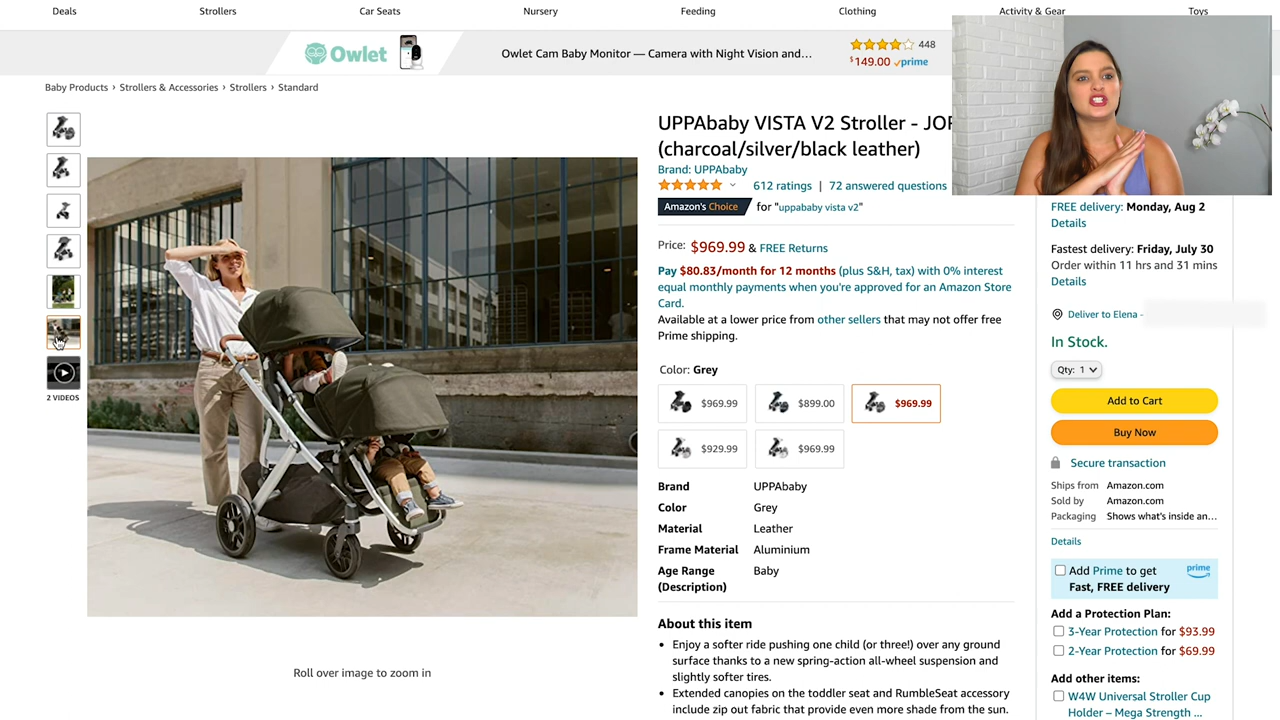 Deals Strollers Car Seats Nursery Feeding Clothing Activity & Gear Toys
Owlet Owlet Cam Baby Monitor — Camera with Night Vision and... 448
$149.00 prime
Baby Products › Strollers & Accessories › Strollers › Standard
UPPAbaby VISTA V2 Stroller -
(charcoal/silver/black leather)
Brand: UPPAbaby
612 ratings | 72 answered questions
Amazon's Choice for "uppababy vista v2"
Price: $969.99 & FREE Returns
Pay $80.83/month for 12 months (plus S&H, tax) with 0% interest
equal monthly payments when you're approved for an Amazon Store
Card.
Available at a lower price from other sellers that may not offer free
Prime shipping.
Color: Grey
$969.99 $899.00 $969.99
$929.99 $969.99
Brand UPPAbaby
Color Grey
Material Leather
Frame Material Aluminium
Age Range Baby
(Description)
About this item
• Enjoy a softer ride pushing one child (or three!) over any ground
surface thanks to a new spring-action all-wheel suspension and
slightly softer tires.
• Extended canopies on the toddler seat and RumbleSeat accessory
include zip out fabric that provide even more shade from the sun.
2 VIDEOS
Roll over image to zoom in
FREE delivery: Monday, Aug 2
Details
Fastest delivery: Friday, July 30
Order within 11 hrs and 31 mins
Details
Deliver to Elena -
In Stock.
Qty: 1
Add to Cart
Buy Now
Secure transaction
Ships from Amazon.com
Sold by Amazon.com
Packaging Shows what's inside an...
Details
Add Prime to get prime
Fast, FREE delivery
Add a Protection Plan:
3-Year Protection for $93.99
2-Year Protection for $69.99
Add other items:
W4W Universal Stroller Cup
Holder – Mega Strength ...